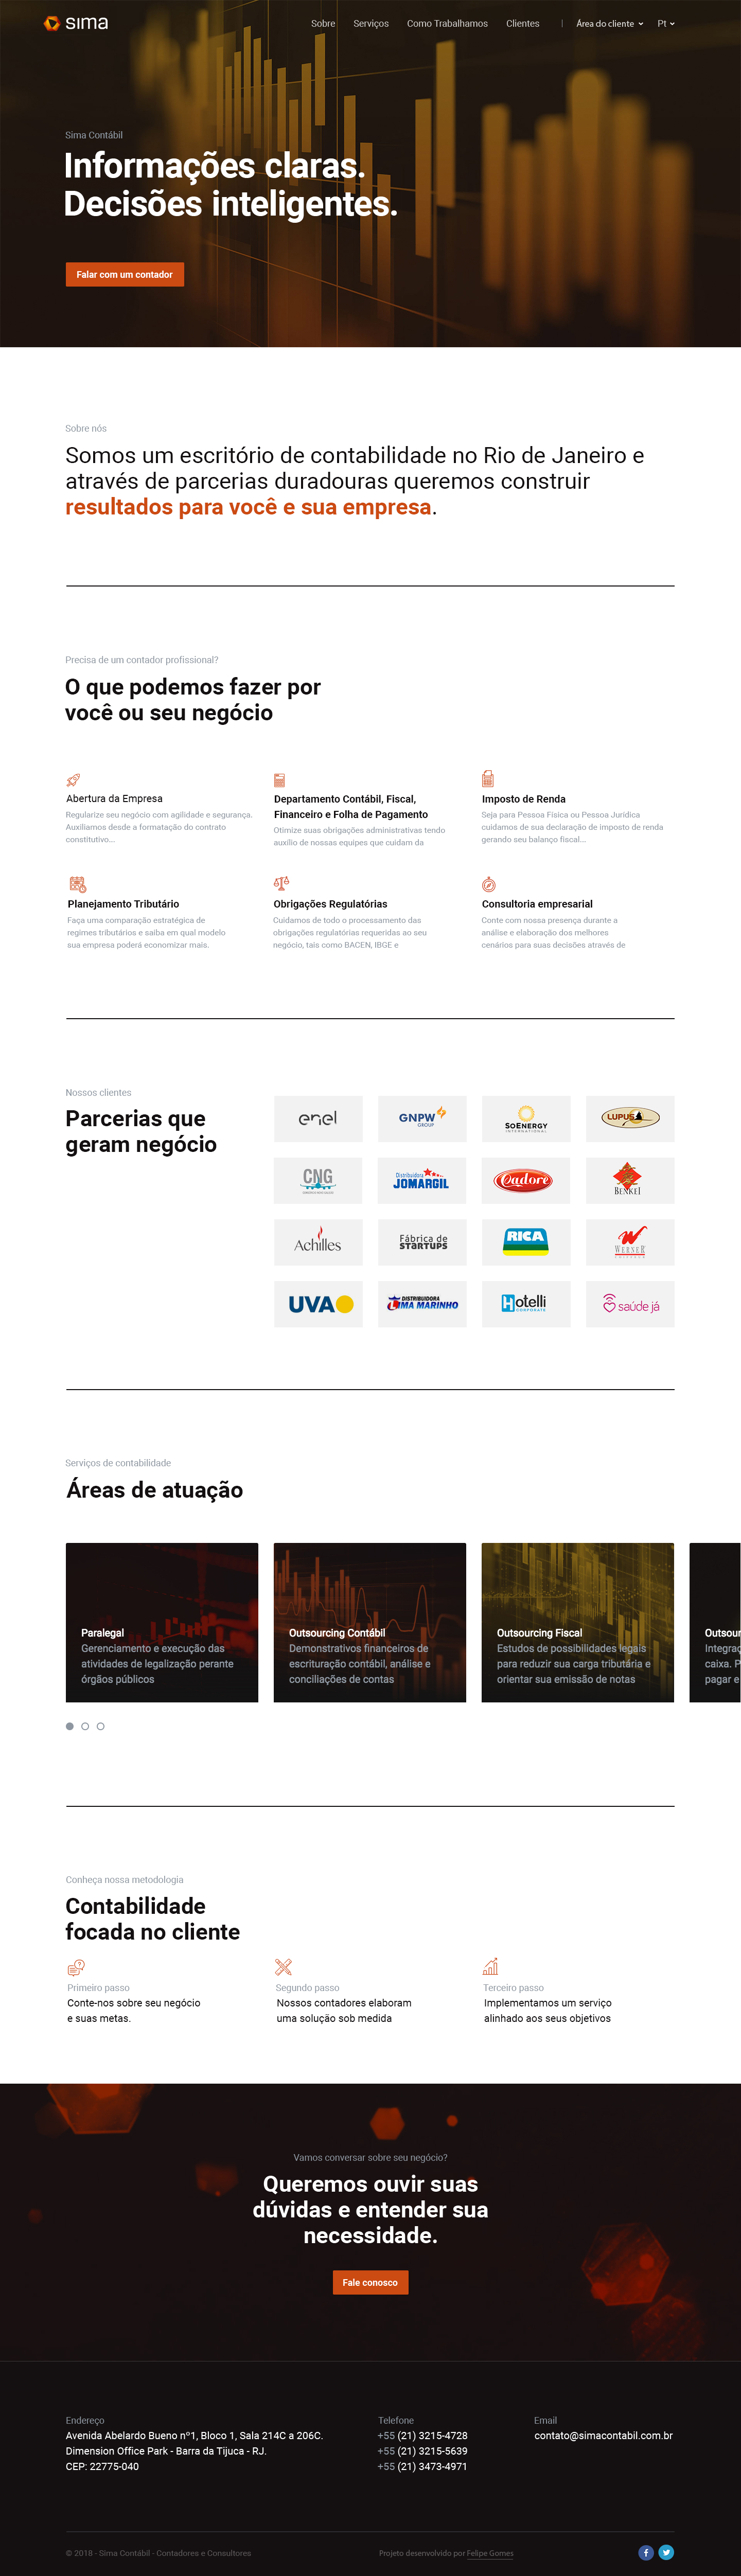 sima
Sobre Serviços Como Trabalhamos Clientes | Área do cliente Pt
Sima Contábil
Informações claras.
Decisões inteligentes.
Falar com um contador
Sobre nós
Somos um escritório de contabilidade no Rio de Janeiro e
através de parcerias duradouras queremos construir
resultados para você e sua empresa.
Precisa de um contador profissional?
O que podemos fazer por
você ou seu negócio
Abertura da Empresa
Regularize seu negócio com agilidade e segurança.
Auxiliamos desde a formatação do contrato
constitutivo...
Departamento Contábil, Fiscal,
Financeiro e Folha de Pagamento
Otimize suas obrigações administrativas tendo
auxílio de nossas equipes que cuidam da
Imposto de Renda
Seja para Pessoa Física ou Pessoa Jurídica
cuidamos de sua declaração de imposto de renda
gerando seu balanço fiscal...
Planejamento Tributário
Faça uma comparação estratégica de
regimes tributários e saiba em qual modelo
sua empresa poderá economizar mais.
Obrigações Regulatórias
Cuidamos de todo o processamento das
obrigações regulatórias requeridas ao seu
negócio, tais como BACEN, IBGE e
Consultoria empresarial
Conte com nossa presença durante a
análise e elaboração dos melhores
cenários para suas decisões através de
Nossos clientes
Parcerias que
geram negócio
enel
GNPW
GROUP
SOENERGY
INTERNATIONAL
LUPUS
CNG
Distribuidora
JOMARGIL
Cadore
BENKEI
Achilles
Fábrica de
STARTUPS
RICA
WERNER
UVA
DISTRIBUIDORA
IMA MARINHO
Hotelli
CORPORATE
saúde já
Serviços de contabilidade
Áreas de atuação
Paralegal
Gerenciamento e execução das
atividades de legalização perante
órgãos públicos
Outsourcing Contábil
Demonstrativos financeiros de
escrituração contábil, análise e
conciliações de contas
Outsourcing Fiscal
Estudos de possibilidades legais
para reduzir sua carga tributária e
orientar sua emissão de notas
Outsour
Integraç
caixa. P
pagar e
Conheça nossa metodologia
Contabilidade
focada no cliente
Primeiro passo
Conte-nos sobre seu negócio
e suas metas.
Segundo passo
Nossos contadores elaboram
uma solução sob medida
Terceiro passo
Implementamos um serviço
alinhado aos seus objetivos
Vamos conversar sobre seu negócio?
Queremos ouvir suas
dúvidas e entender sua
necessidade.
Fale conosco
Endereço
Avenida Abelardo Bueno nº1, Bloco 1, Sala 214C a 206C.
Dimension Office Park - Barra da Tijuca - RJ.
CEP: 22775-040
Telefone
+55 (21) 3215-4728
+55 (21) 3215-5639
+55 (21) 3473-4971
Email
contato@simacontabil.com.br
© 2018 - Sima Contábil - Contadores e Consultores
Projeto desenvolvido por Felipe Gomes